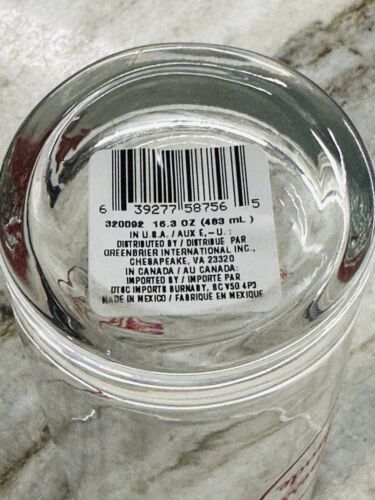 6 39277 58756 5
320092 16.3 OZ (483 mL)
IN U.S.A. / AUX E,-U. :
DISTRIBUTED BY / DISTRIBUE PAR
GREENBRIER INTERNATIONAL INC.,
CHESAPEAKE, VA 23320
IN CANADA / AU CANADA:
IMPORTED BY / IMPORTE PAR
DTSC IMPORTS BURNABY, BC V5G 4P3
MADE IN MEXICO / FABRIQUÉ EN MEXIQUE